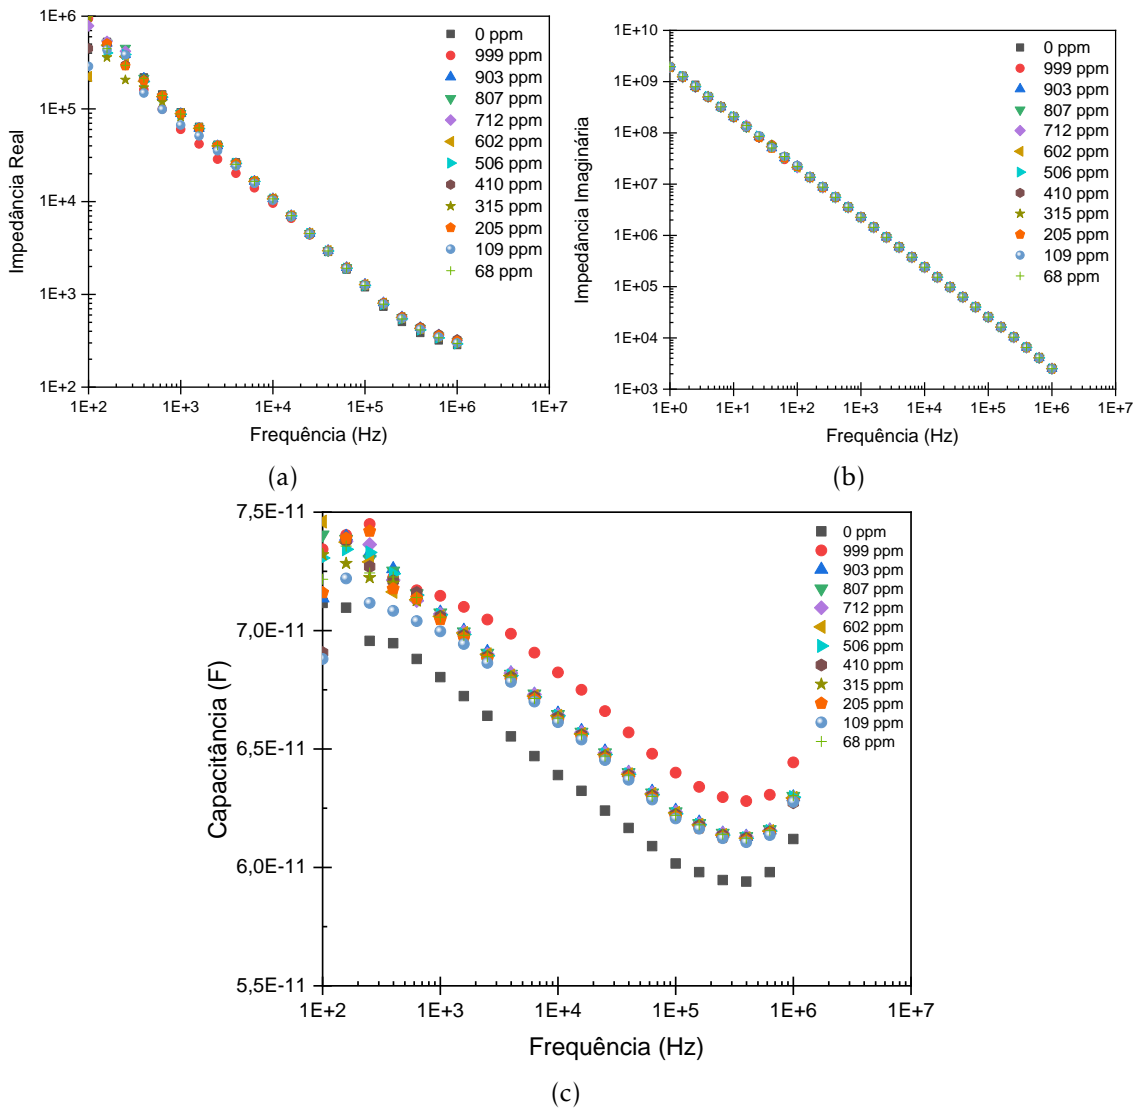 1E+6
1E+5
1E+4
1E+3
1E+2
Impedância Real
0 ppm
999 ppm
903 ppm
807 ppm
712 ppm
602 ppm
506 ppm
410 ppm
315 ppm
205 ppm
109 ppm
68 ppm
1E+2 1E+3 1E+4 1E+5 1E+6 1E+7
Frequência (Hz)
(a)
1E+10
1E+09
1E+08
1E+07
1E+06
1E+05
1E+04
1E+03
Impedância Imaginária
0 ppm
999 ppm
903 ppm
807 ppm
712 ppm
602 ppm
506 ppm
410 ppm
315 ppm
205 ppm
109 ppm
68 ppm
1E+0 1E+1 1E+2 1E+3 1E+4 1E+5 1E+6 1E+7
Frequência (Hz)
(b)
7,5E-11
7,0E-11
6,5E-11
6,0E-11
5,5E-11
Capacitância (F)
0 ppm
999 ppm
903 ppm
807 ppm
712 ppm
602 ppm
506 ppm
410 ppm
315 ppm
205 ppm
109 ppm
68 ppm
1E+2 1E+3 1E+4 1E+5 1E+6 1E+7
Frequência (Hz)
(c)